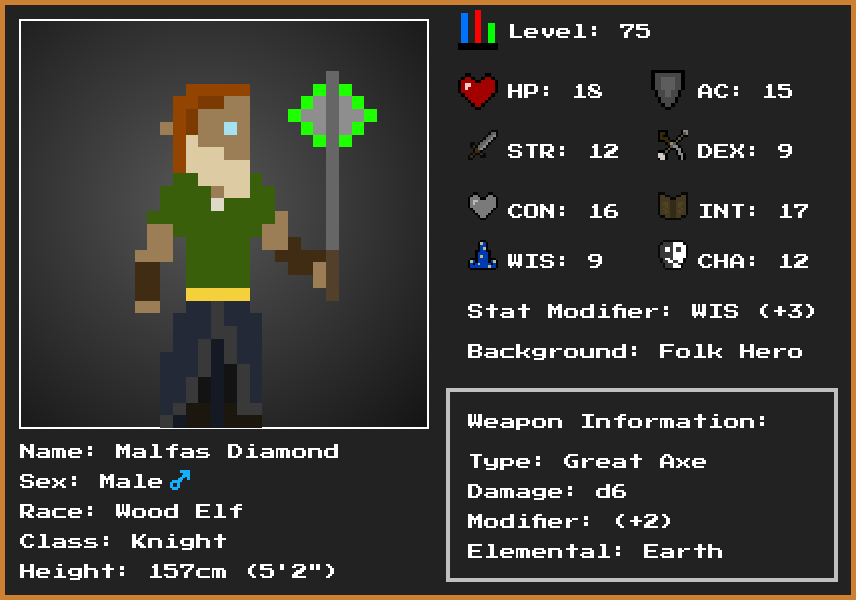 Level: 75
HP: 18
AC: 15
STR: 12
DEX: 9
CON: 16
INT: 17
WIS: 9
CHA: 12
Stat Modifier: WIS (+3)
Background: Folk Hero
Name: Malfas Diamond
Sex: Male♂
Race: Wood Elf
Class: Knight
Height: 157cm (5'2")
Weapon Information:
Type: Great Axe
Damage: d6
Modifier: (+2)
Elemental: Earth